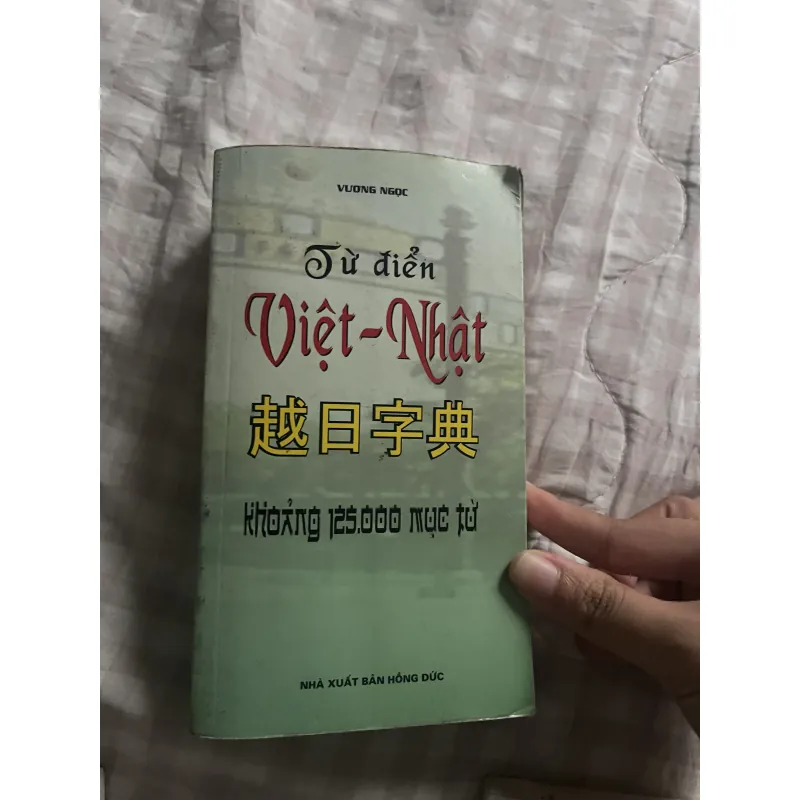 VƯƠNG NGỌC
Từ điển
Việt-Nhật
越日字典
khoảng 125.000 mục từ
NHÀ XUẤT BẢN HỒNG ĐỨC